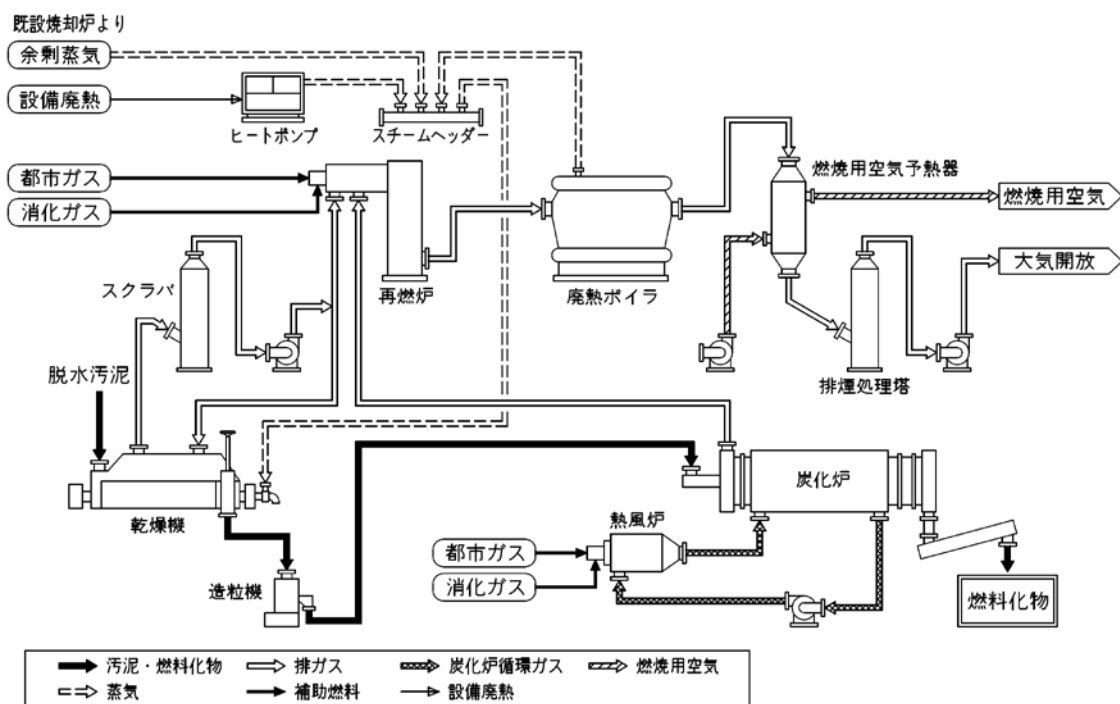 既設焼却炉より
余剰蒸気
設備廃熱
ヒートポンプ
スチームヘッダー
都市ガス
消化ガス
再燃炉
廃熱ボイラ
燃焼用空気予熱器
燃焼用空気
大気開放
スクラバ
排煙処理塔
脱水汚泥
乾燥機
造粒機
炭化炉
熱風炉
都市ガス
消化ガス
燃料化物
汚泥・燃料化物
排ガス
炭化炉循環ガス
燃焼用空気
蒸気
補助燃料
設備廃熱